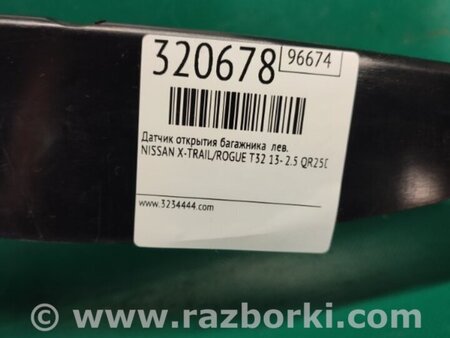 320678 96674
Датчик открытия багажника лев.
NISSAN X-TRAIL/ROGUE T32 13- 2.5 QR25D
www.3234444.com
© www.razborki.com